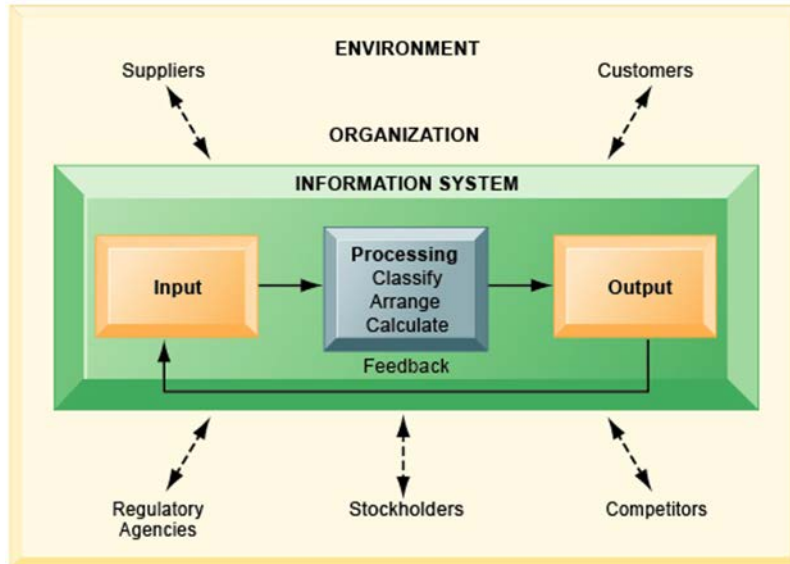 ENVIRONMENT
Suppliers
Customers
ORGANIZATION
INFORMATION SYSTEM
Input
Processing
Classify
Arrange
Calculate
Output
Feedback
Regulatory
Agencies
Stockholders
Competitors